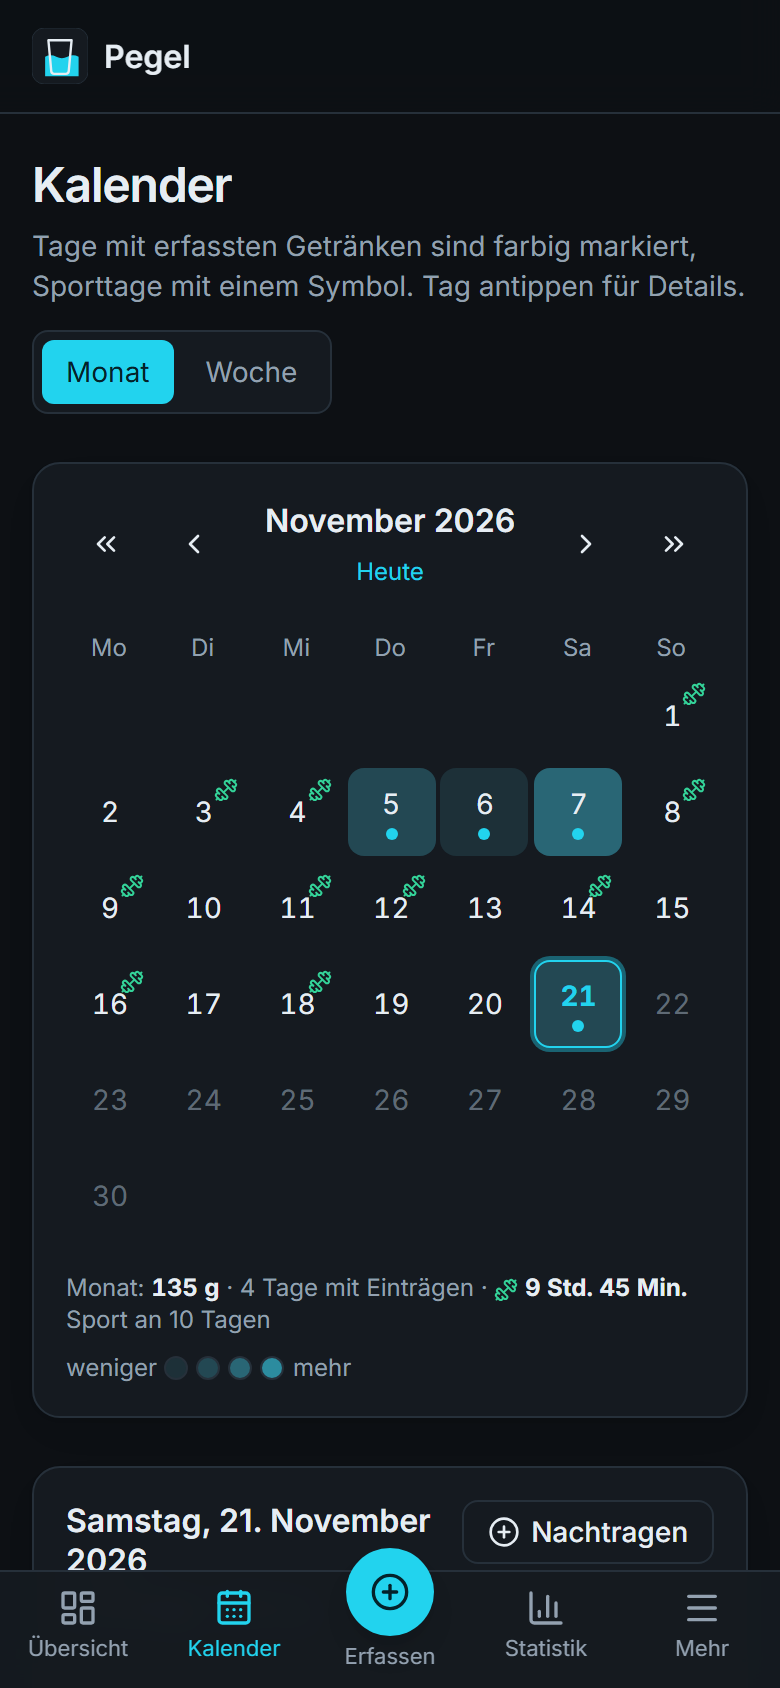 Pegel
Kalender
Tage mit erfassten Getränken sind farbig markiert,
Sporttage mit einem Symbol. Tag antippen für Details.
Monat Woche
November 2026
Heute
Mo Di Mi Do Fr Sa So
1
2 3 4 5 6 7 8
9 10 11 12 13 14 15
16 17 18 19 20 21 22
23 24 25 26 27 28 29
30
Monat: 135 g · 4 Tage mit Einträgen · 9 Std. 45 Min.
Sport an 10 Tagen
weniger mehr
Samstag, 21. November
2026
Nachtragen
Übersicht Kalender Erfassen Statistik Mehr